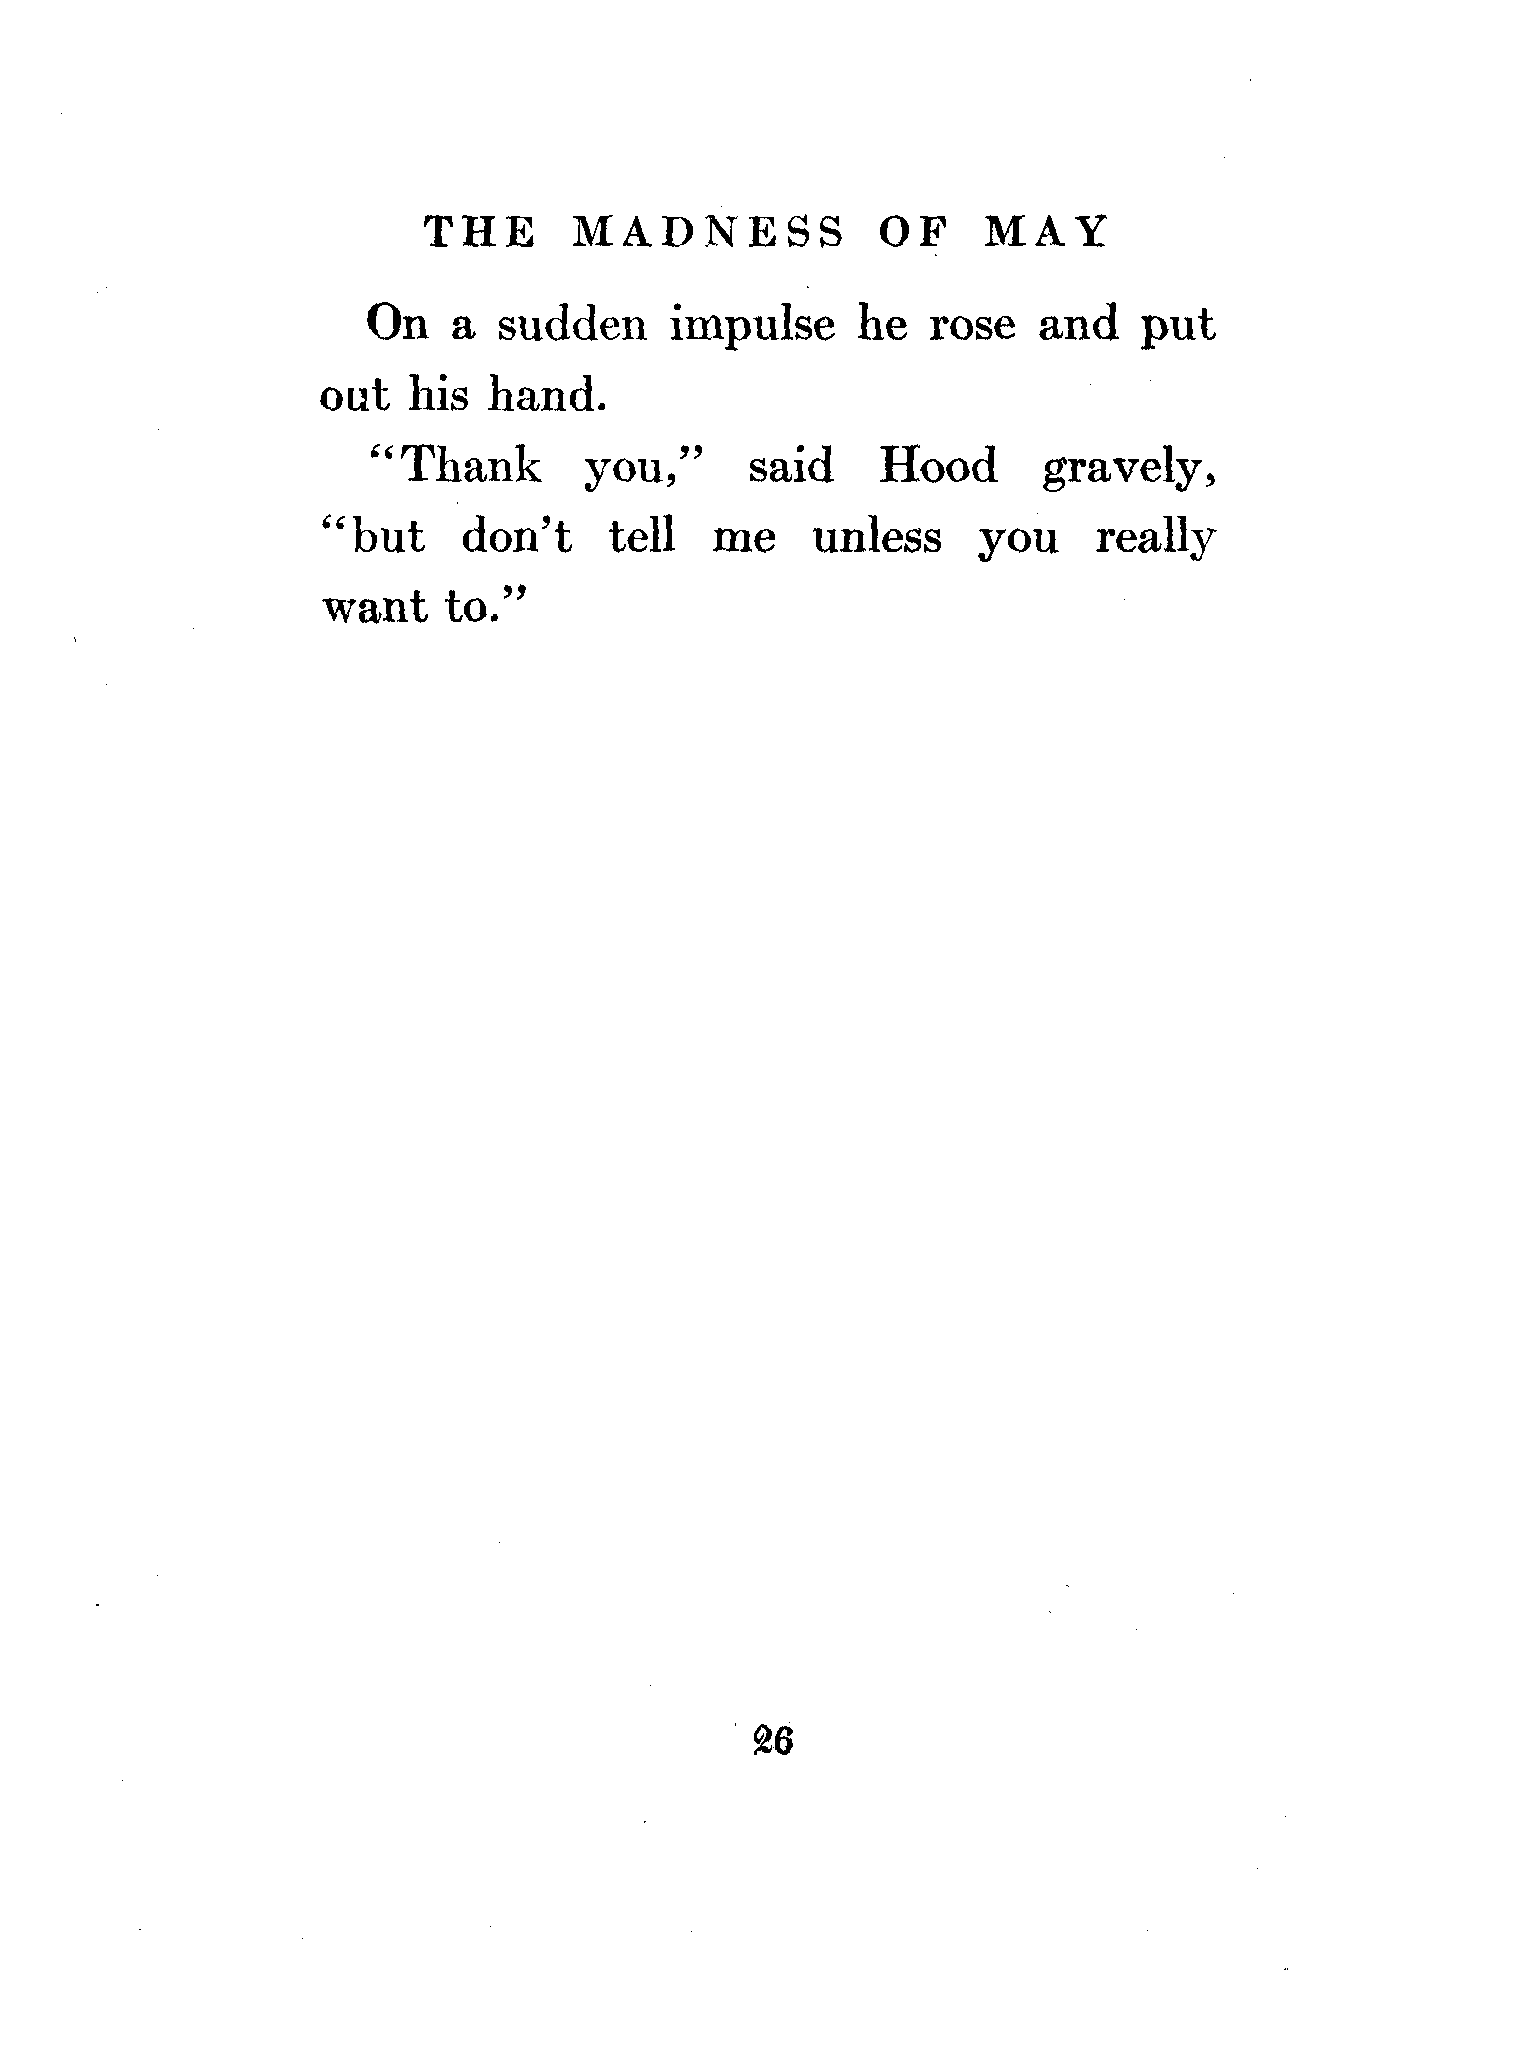 THE MADNESS OF MAY
On a sudden impulse he rose and put
out his hand.
“Thank you,” said Hood gravely,
“but don’t tell me unless you really
want to.”
26